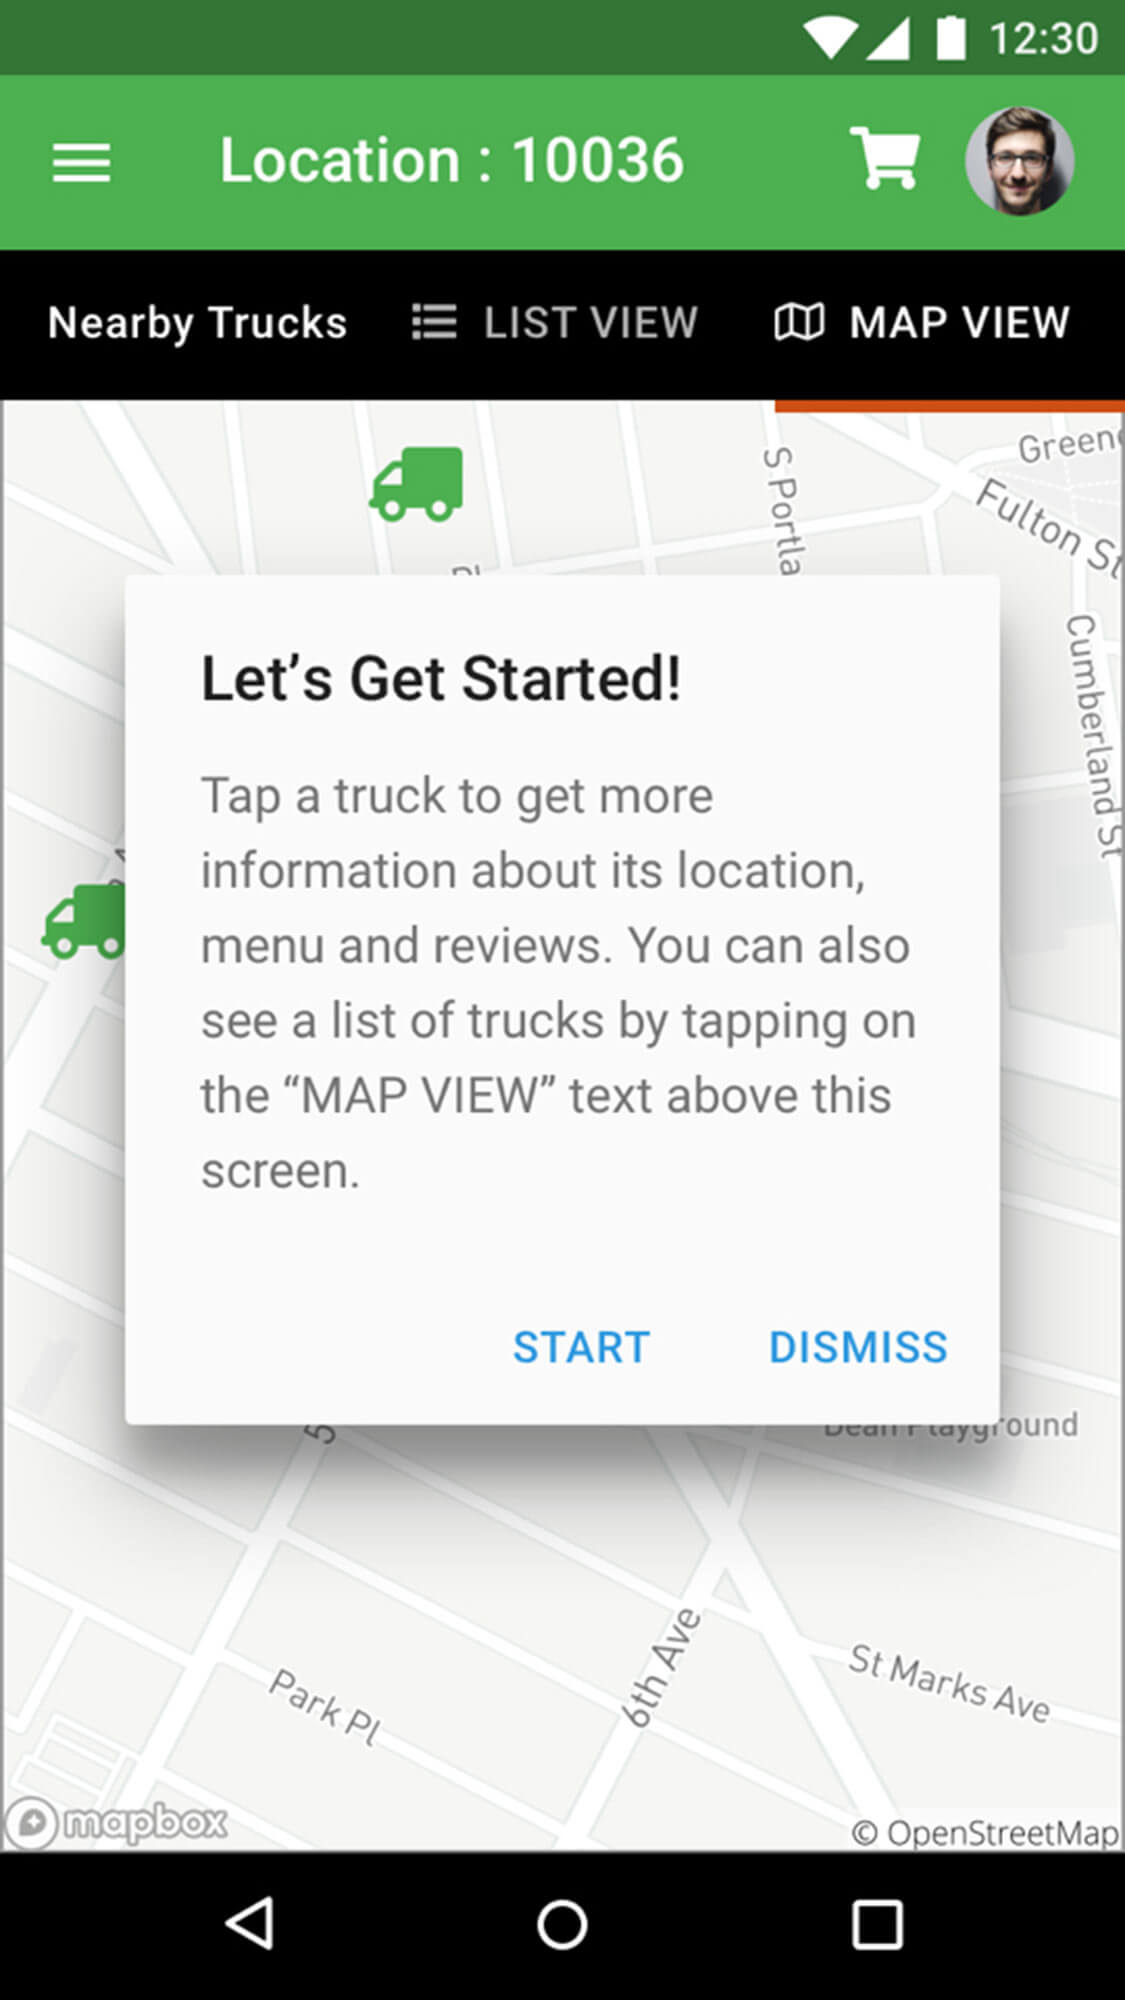 12:30
Location : 10036
Nearby Trucks
LIST VIEW
MAP VIEW
S Portla
Greene
Fulton St
Cumberland St
Let’s Get Started!
Tap a truck to get more
information about its location,
menu and reviews. You can also
see a list of trucks by tapping on
the “MAP VIEW” text above this
screen.
START
DISMISS
5
Dean Playground
Park Pl
6th Ave
St Marks Ave
mapbox
© OpenStreetMap